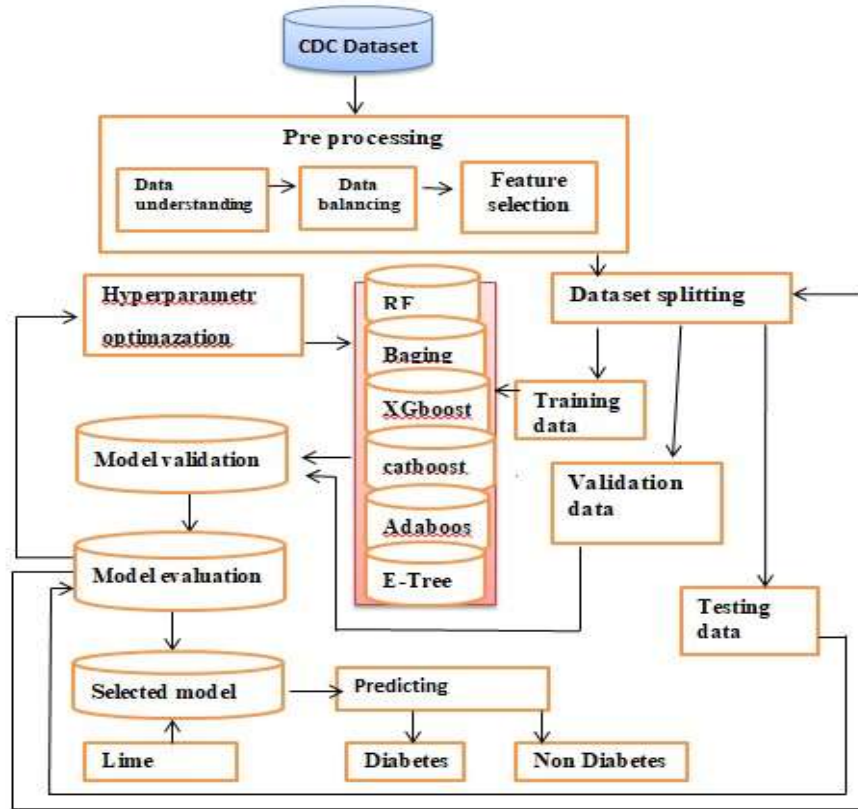 CDC Dataset
Pre processing
Data
understanding
Data
balancing
Feature
selection
Hyperparametr
optimazation
RF
Baging
XGboost
catboost
Adaboos
E-Tree
Dataset splitting
Training
data
Validation
data
Testing
data
Model validation
Model evaluation
Selected model
Lime
Predicting
Diabetes
Non Diabetes